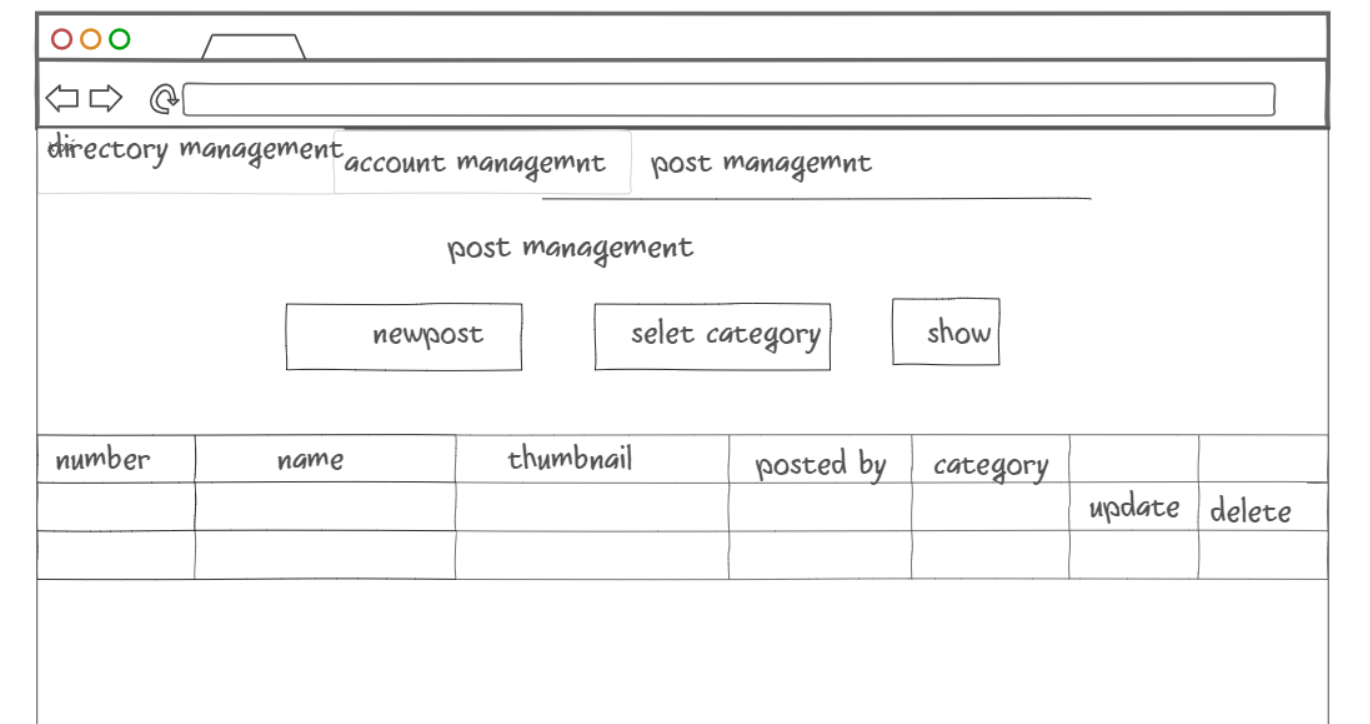 directory management account managemnt post managemnt
post management
newpost selet category show
number name thumbnail posted by category
update delete